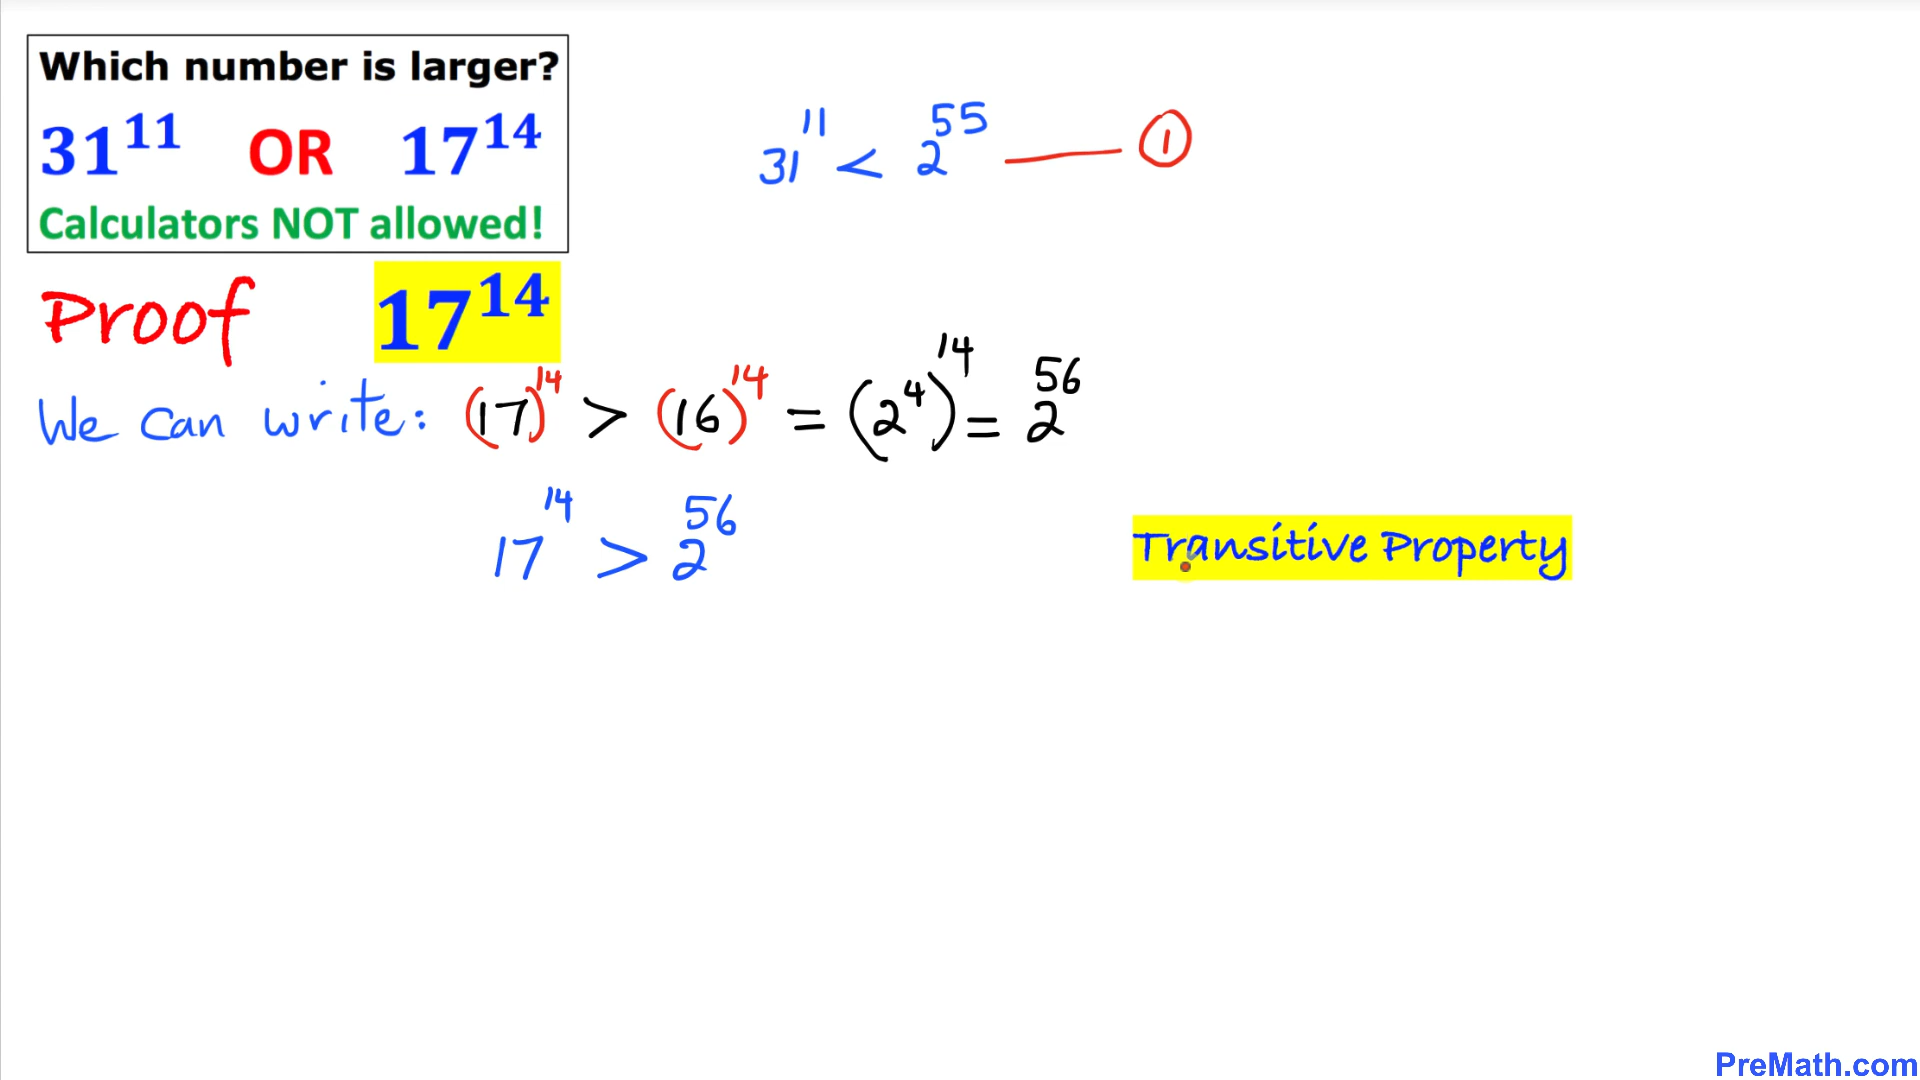 Which number is larger?
31^11 OR 17^14
Calculators NOT allowed!
31^11 < 2^55 —— ①
Proof 17^14
We can write: (17)^14 > (16)^14 = (2^4)^14 = 2^56
17^14 > 2^56
Transitive Property
PreMath.com